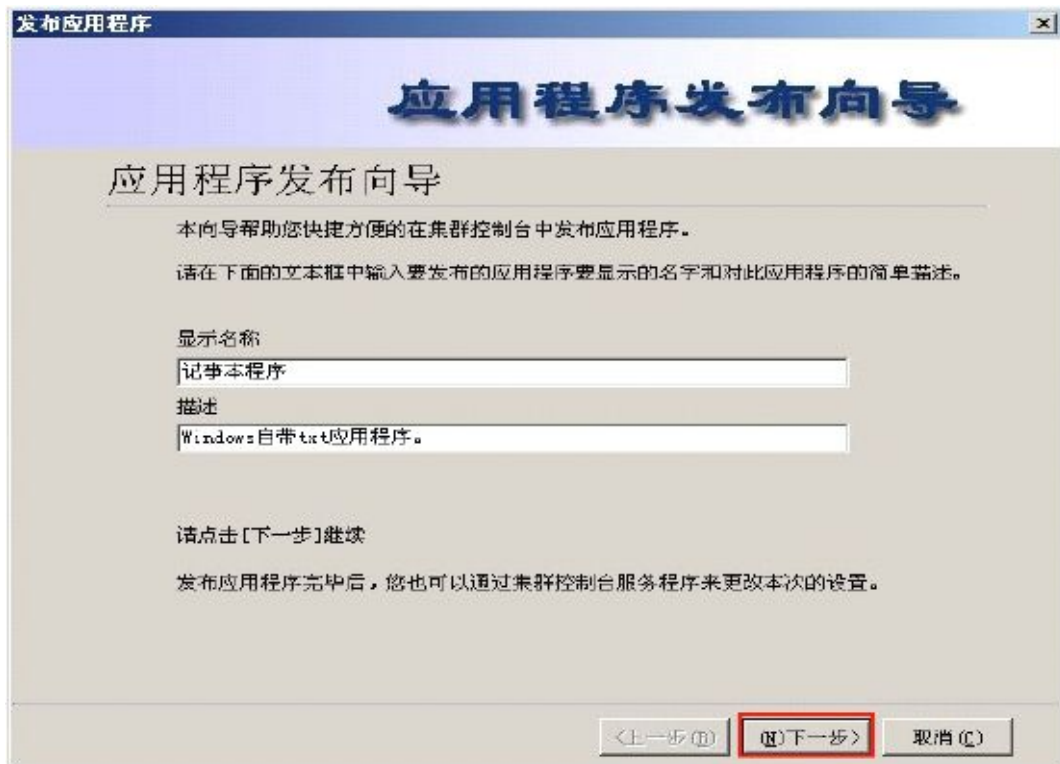 发布应用程序
应用程序发布向导
应用程序发布向导
本向导帮助您快捷方便的在集群控制台中发布应用程序。
请在下面的文本框中输入要发布的应用程序要显示的名字和对此应用程序的简单描述。
显示名称
记事本程序
描述
Windows自带txt应用程序。
请点击[下一步]继续
发布应用程序完毕后，您也可以通过集群控制台服务程序来更改本次的设置。
<上一步(B) (N)下一步> 取消(C)